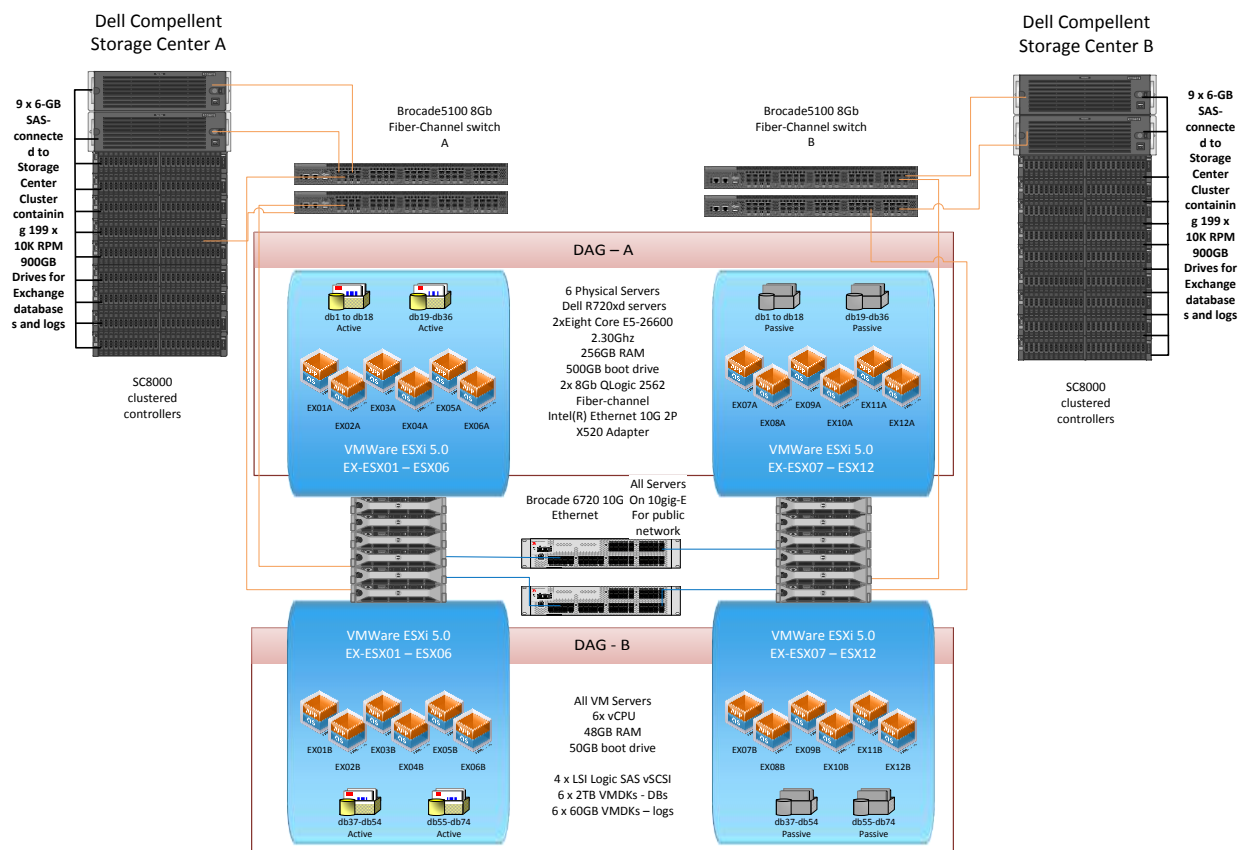 Dell Compellent
Storage Center A
Dell Compellent
Storage Center B
9 x 6-GB
SAS-
connecte
d to
Storage
Center
Cluster
containin
g 199 x
10K RPM
900GB
Drives for
Exchange
database
s and logs
SC8000
clustered
controllers
Brocade5100 8Gb
Fiber-Channel switch
A
Brocade5100 8Gb
Fiber-Channel switch
B
9 x 6-GB
SAS-
connecte
d to
Storage
Center
Cluster
containin
g 199 x
10K RPM
900GB
Drives for
Exchange
database
s and logs
SC8000
clustered
controllers
DAG – A
db1 to db18
Active
db19-db36
Active
EX01A
EX03A
EX05A
EX02A
EX04A
EX06A
VMWare ESXi 5.0
EX-ESX01 – ESX06
6 Physical Servers
Dell R720xd servers
2xEight Core E5-26600
2.30Ghz
256GB RAM
500GB boot drive
2x 8Gb QLogic 2562
Fiber-channel
Intel(R) Ethernet 10G 2P
X520 Adapter
db1 to db18
Passive
db19-db36
Passive
EX07A
EX09A
EX11A
EX08A
EX10A
EX12A
VMWare ESXi 5.0
EX-ESX07 – ESX12
Brocade 6720 10G
Ethernet
All Servers
On 10gig-E
For public
network
DAG - B
VMWare ESXi 5.0
EX-ESX01 – ESX06
EX01B
EX03B
EX05B
EX02B
EX04B
EX06B
db37-db54
Active
db55-db74
Active
All VM Servers
6x vCPU
48GB RAM
50GB boot drive
4 x LSI Logic SAS vSCSI
6 x 2TB VMDKs - DBs
6 x 60GB VMDKs – logs
VMWare ESXi 5.0
EX-ESX07 – ESX12
EX07B
EX09B
EX11B
EX08B
EX10B
EX12B
db37-db54
Passive
db55-db74
Passive